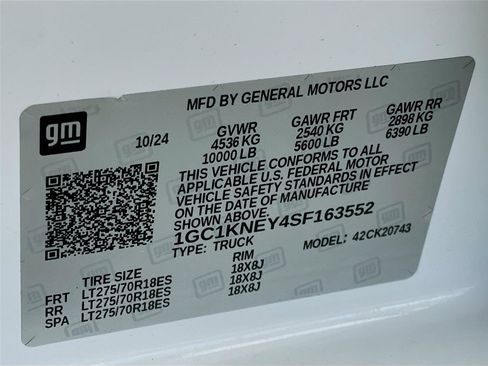 MFD BY GENERAL MOTORS LLC
gm
10/24
GVWR GAWR FRT GAWR RR
4536 KG 2540 KG 2898 KG
10000 LB 5600 LB 6390 LB
THIS VEHICLE CONFORMS TO ALL
APPLICABLE U.S. FEDERAL MOTOR
VEHICLE SAFETY STANDARDS IN EFFECT
ON THE DATE OF MANUFACTURE
SHOWN ABOVE.
1GC1KNEY4SF163552
TYPE: TRUCK MODEL: 42CK20743
TIRE SIZE RIM
FRT LT275/70R18ES 18X8J
RR LT275/70R18ES 18X8J
SPA LT275/70R18ES 18X8J